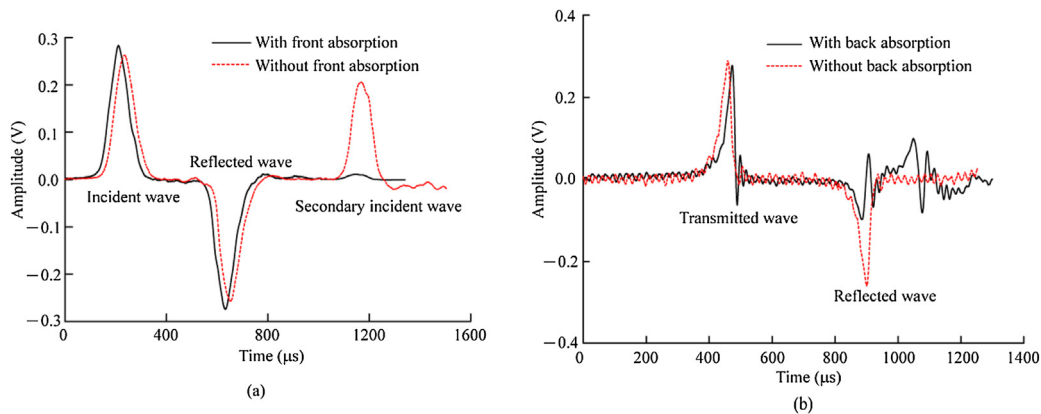 With front absorption
Without front absorption
Reflected wave
Incident wave
Secondary incident wave
Amplitude (V)
0.3
0.2
0.1
0.0
−0.1
−0.2
−0.3
0
400
800
1200
1600
Time (µs)
(a)
With back absorption
Without back absorption
Transmitted wave
Reflected wave
Amplitude (V)
0.4
0.2
0.0
−0.2
−0.4
0
200
400
600
800
1000
1200
1400
Time (µs)
(b)